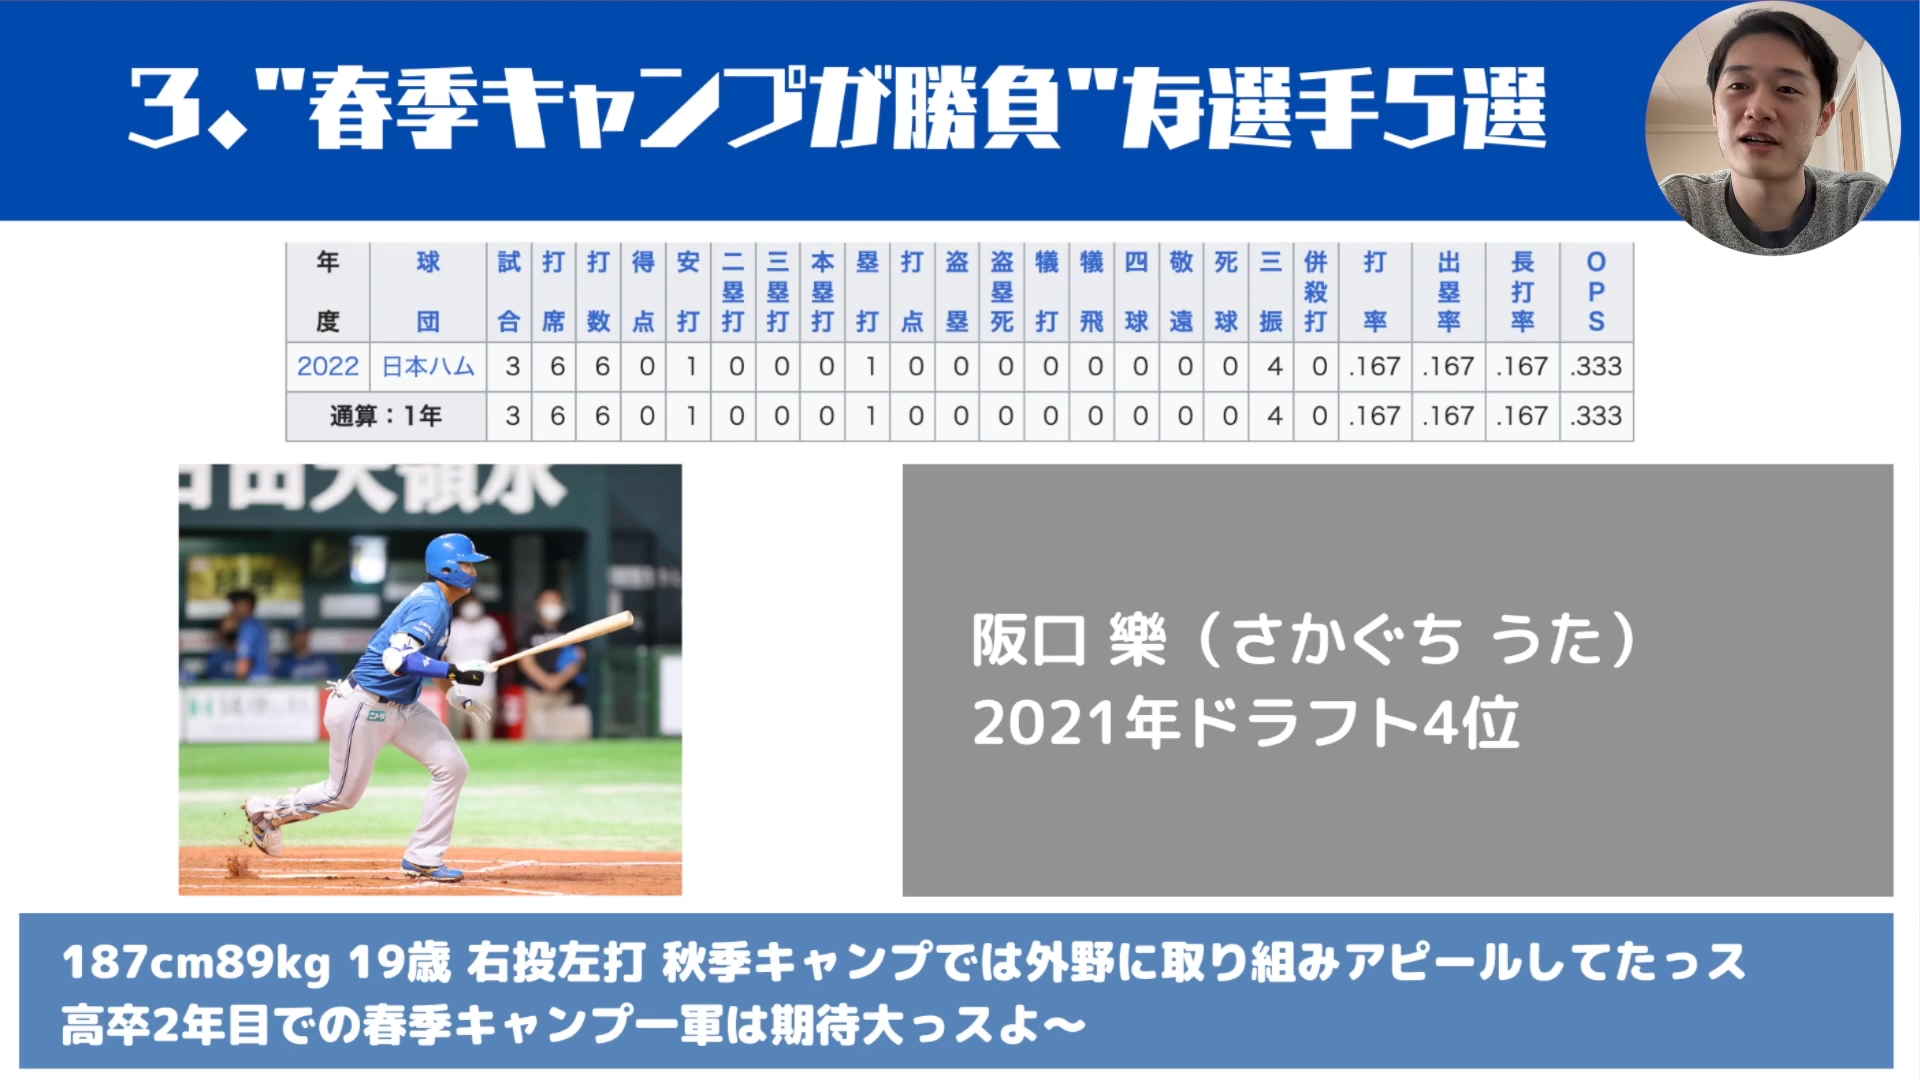 3、"春季キャンプが勝負"な選手5選
年度 球団 試合 打席 打数 得点 安打 二塁打 三塁打 本塁打 塁打 打点 盗塁 盗塁死 犠打 犠飛 四球 敬遠 死球 三振 併殺打 打率 出塁率 長打率 OPS
2022 日本ハム 3 6 6 0 1 0 0 0 1 0 0 0 0 0 0 0 0 4 0 .167 .167 .167 .333
通算：1年 3 6 6 0 1 0 0 0 1 0 0 0 0 0 0 0 0 4 0 .167 .167 .167 .333
阪口 樂（さかぐち うた）
2021年ドラフト4位
187cm89kg 19歳 右投左打 秋季キャンプでは外野に取り組みアピールしてたっス
高卒2年目での春季キャンプ一軍は期待大っスよ〜